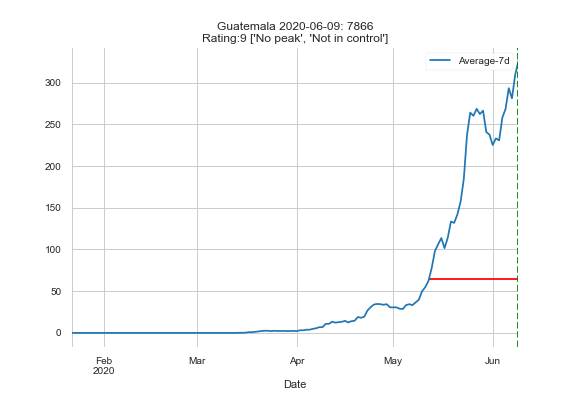 Guatemala 2020-06-09: 7866
Rating:9 ['No peak', 'Not in control']
Average-7d
300
250
200
150
100
50
0
Feb
2020
Mar
Apr
May
Jun
Date